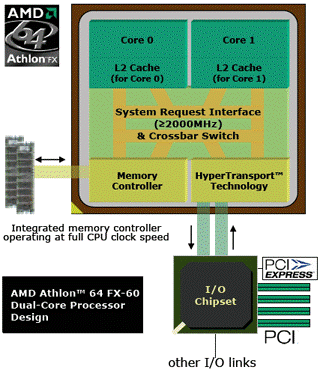 AMD
64
Athlon FX
Core 0
Core 1
L2 Cache
(for Core 0)
L2 Cache
(for Core 1)
System Request Interface
(≥2000MHz)
& Crossbar Switch
Memory
Controller
HyperTransport™
Technology
Integrated memory controller
operating at full CPU clock speed
AMD Athlon™ 64 FX-60
Dual-Core Processor
Design
I/O
Chipset
PCI
EXPRESS™
PCI
other I/O links